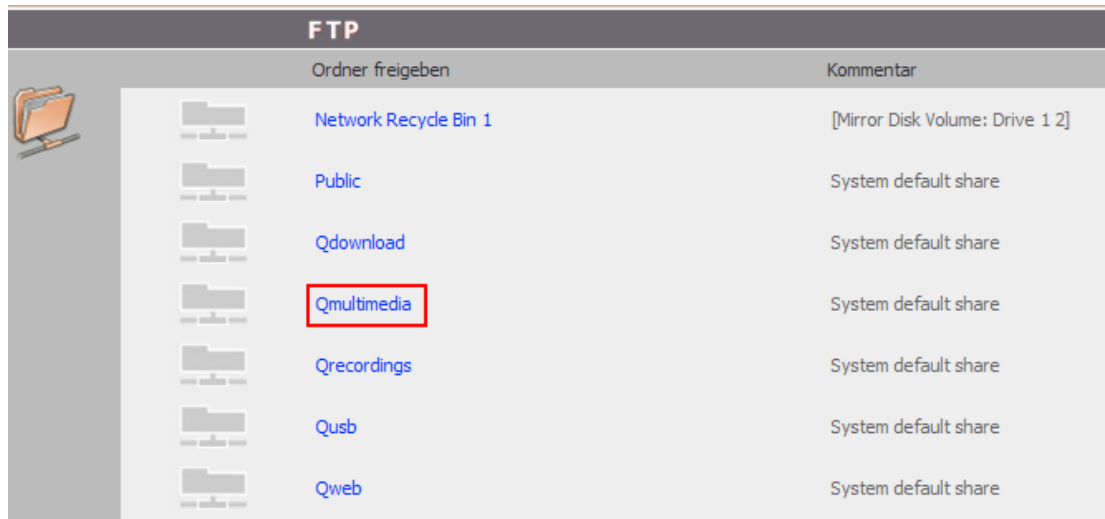 FTP
Ordner freigeben Kommentar
Network Recycle Bin 1 [Mirror Disk Volume: Drive 1 2]
Public System default share
Qdownload System default share
Qmultimedia System default share
Qrecordings System default share
Qusb System default share
Qweb System default share